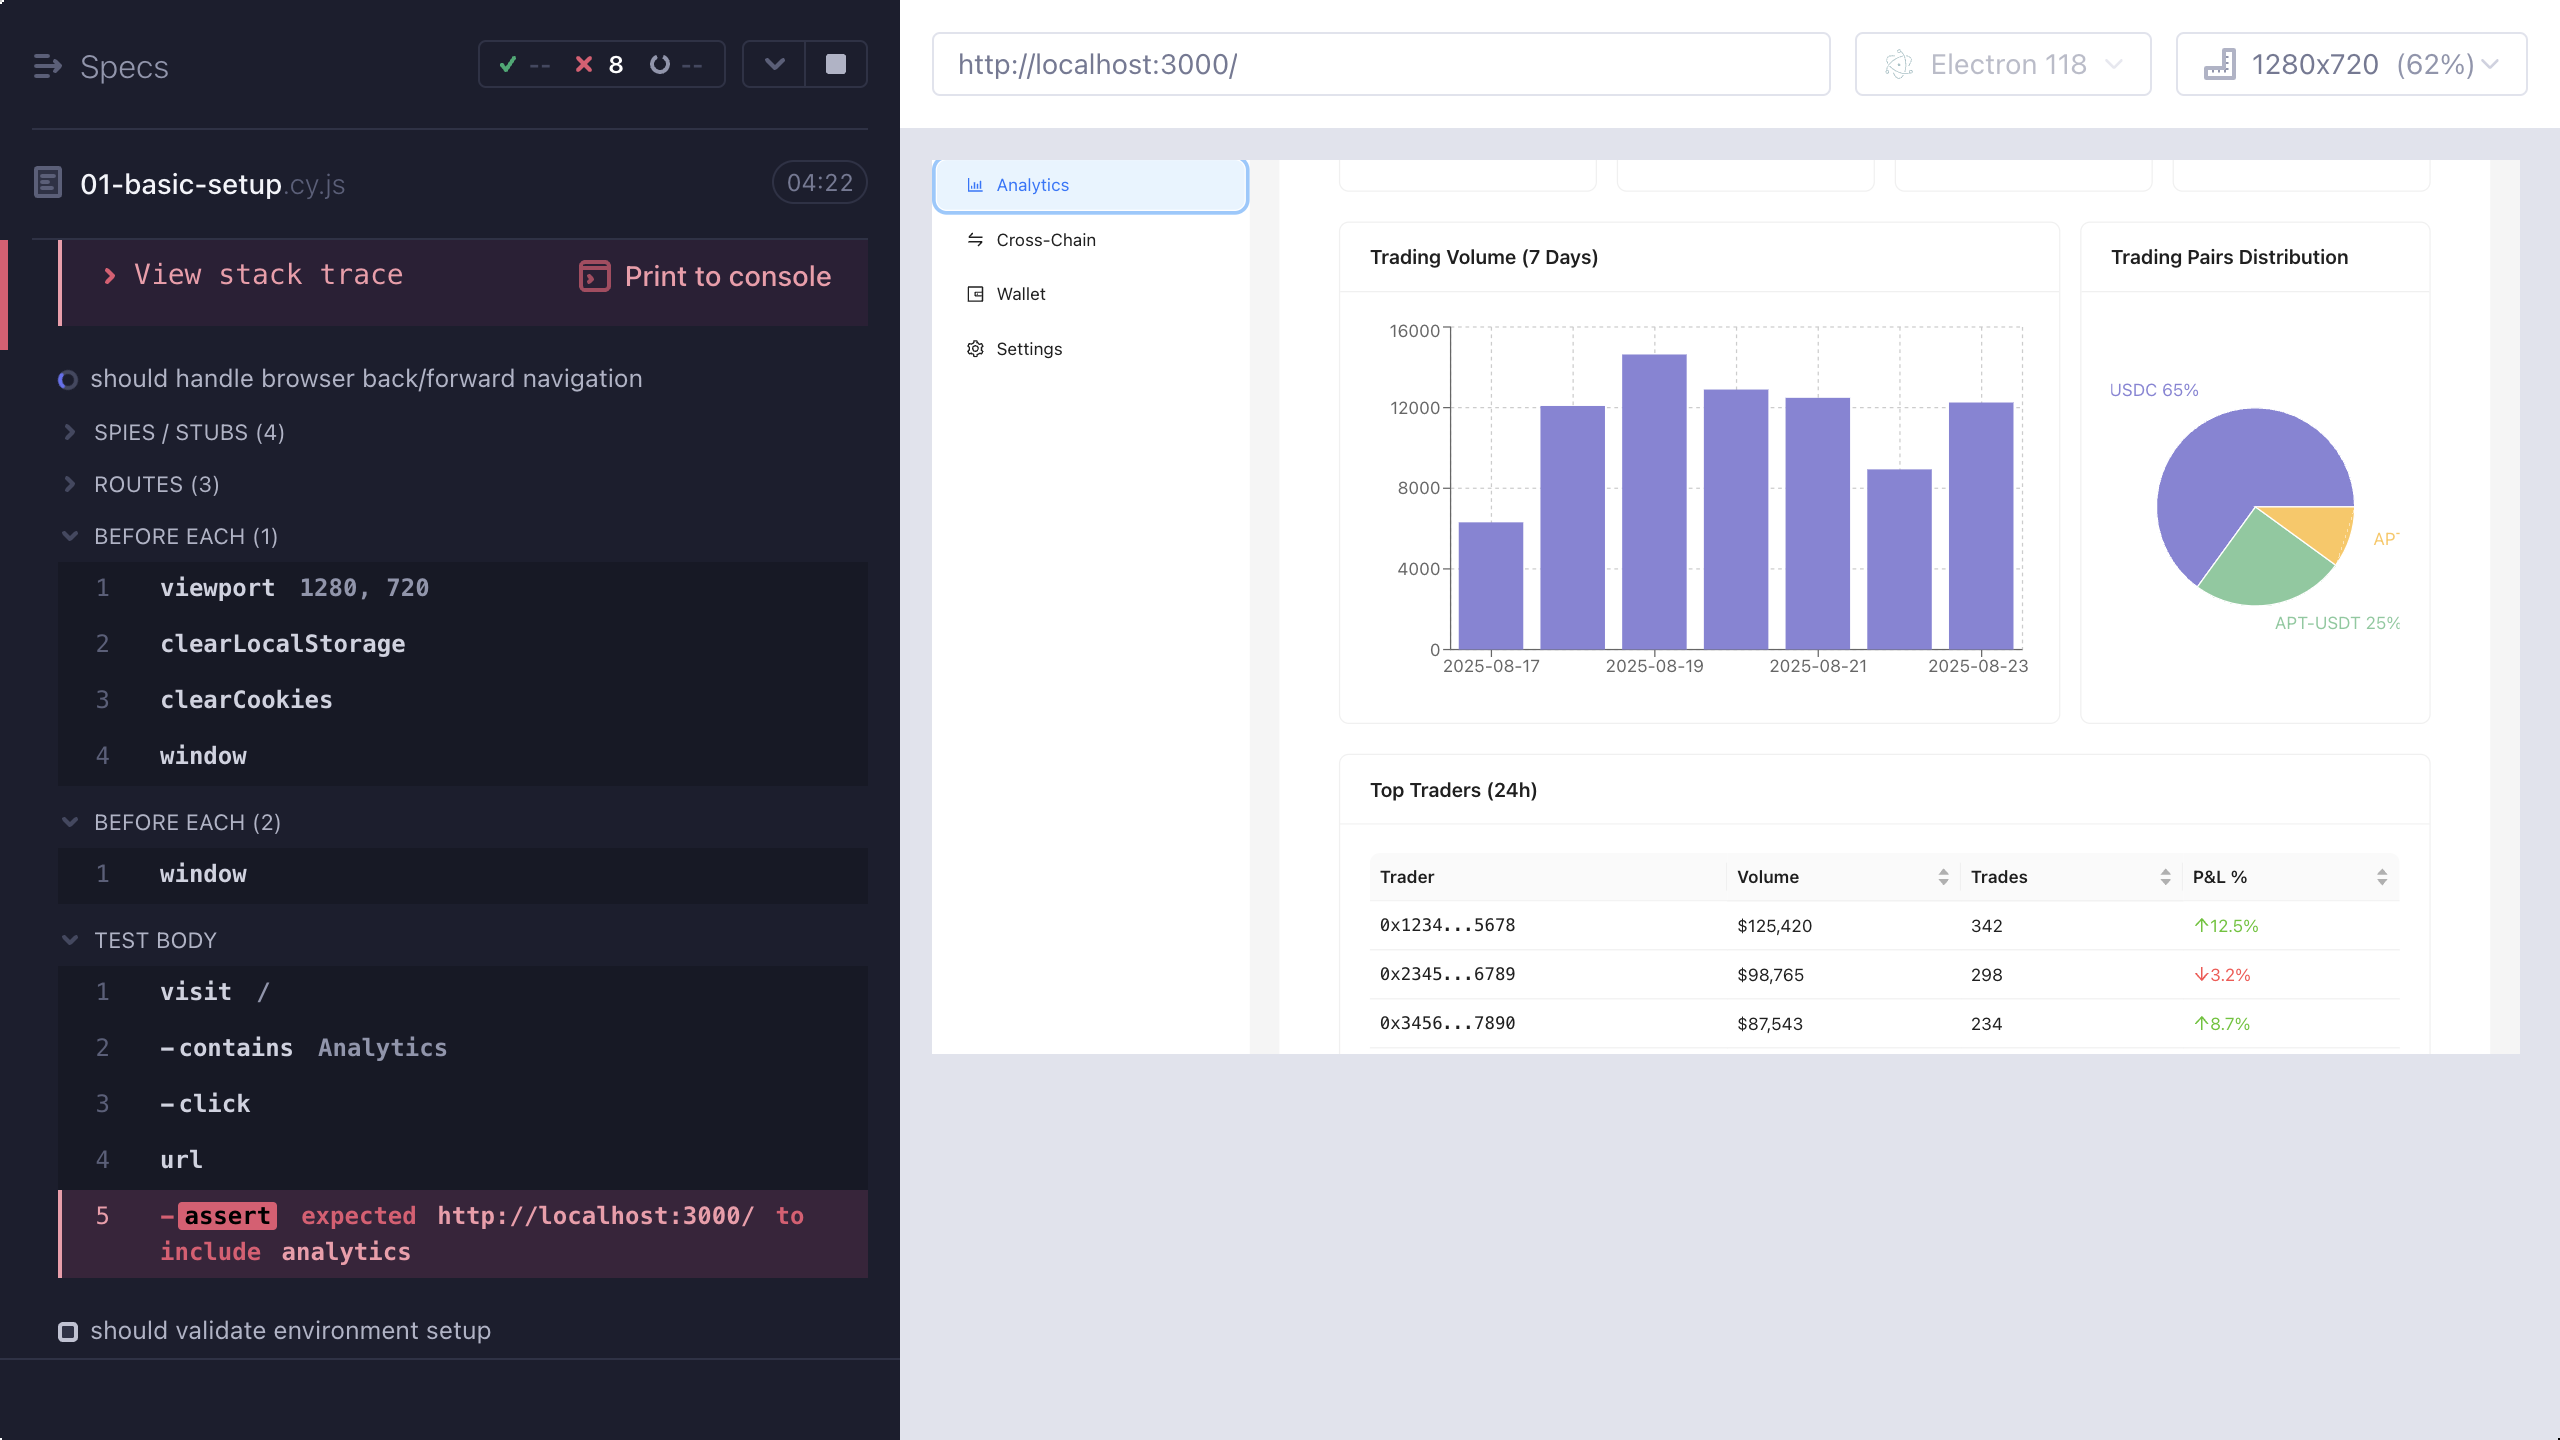 Specs
-- 8 --
01-basic-setup.cy.js
04:22
View stack trace
Print to console
should handle browser back/forward navigation
SPIES / STUBS (4)
ROUTES (3)
BEFORE EACH (1)
1 viewport 1280, 720
2 clearLocalStorage
3 clearCookies
4 window
BEFORE EACH (2)
1 window
TEST BODY
1 visit /
2 -contains Analytics
3 -click
4 url
5 -assert expected http://localhost:3000/ to
include analytics
should validate environment setup
http://localhost:3000/
Electron 118
1280x720 (62%)
Analytics
Cross-Chain
Wallet
Settings
Trading Volume (7 Days)
16000
12000
8000
4000
0
2025-08-17 2025-08-19 2025-08-21 2025-08-23
Trading Pairs Distribution
USDC 65%
APT-USDT 25%
Top Traders (24h)
Trader Volume Trades P&L %
0x1234...5678 $125,420 342 ↑12.5%
0x2345...6789 $98,765 298 ↓3.2%
0x3456...7890 $87,543 234 ↑8.7%